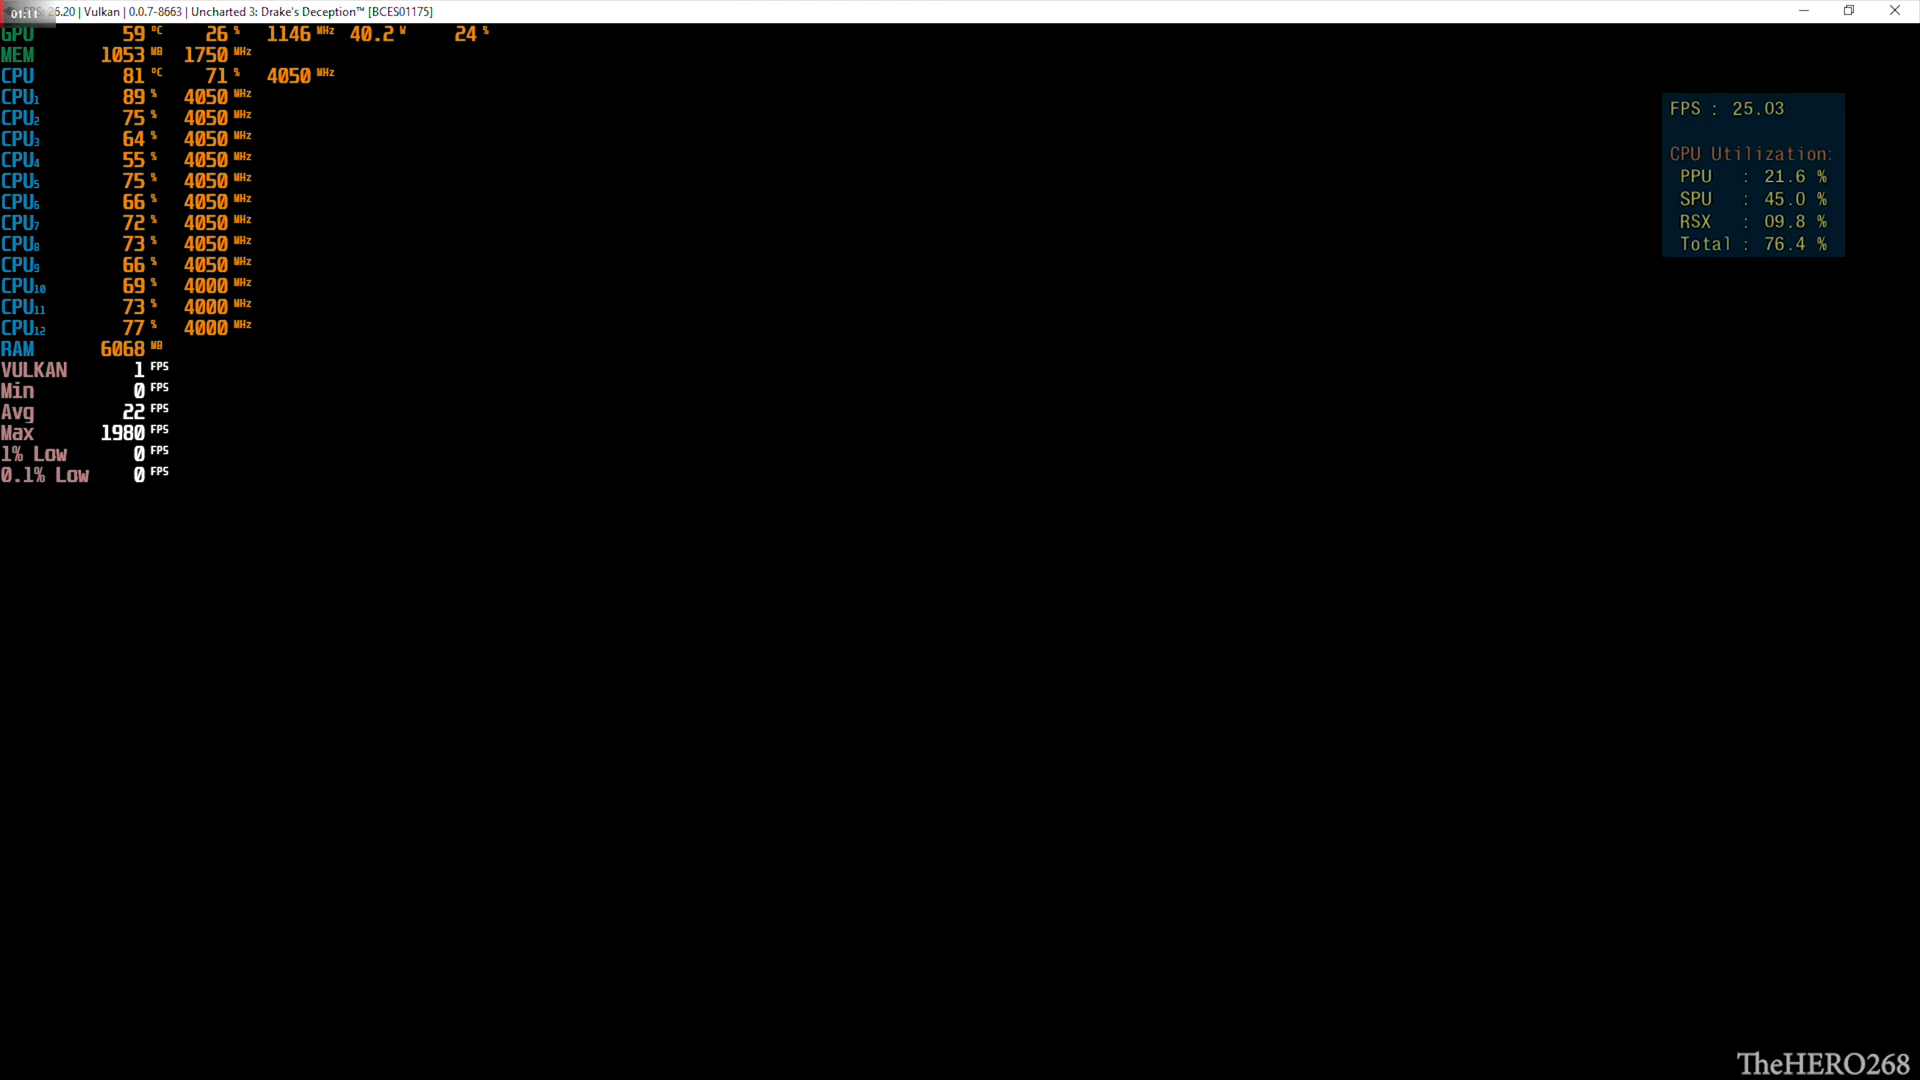 01:11 FPS: 26.20 | Vulkan | 0.0.7-8663 | Uncharted 3: Drake's Deception™ [BCES01175]
GPU 59 °C 26 % 1146 MHz 40.2 W 24 %
MEM 1053 MB 1750 MHz
CPU 81 °C 71 % 4050 MHz
CPU1 89 % 4050 MHz
CPU2 75 % 4050 MHz
CPU3 64 % 4050 MHz
CPU4 55 % 4050 MHz
CPU5 75 % 4050 MHz
CPU6 66 % 4050 MHz
CPU7 72 % 4050 MHz
CPU8 73 % 4050 MHz
CPU9 66 % 4050 MHz
CPU10 69 % 4000 MHz
CPU11 73 % 4000 MHz
CPU12 77 % 4000 MHz
RAM 6068 MB
VULKAN 1 FPS
Min 0 FPS
Avg 22 FPS
Max 1980 FPS
1% Low 0 FPS
0.1% Low 0 FPS
FPS : 25.03
CPU Utilization:
PPU : 21.6 %
SPU : 45.0 %
RSX : 09.8 %
Total : 76.4 %
TheHERO268